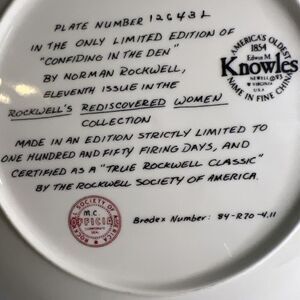 PLATE NUMBER 12643L
IN THE ONLY LIMITED EDITION OF
"CONFIDING IN THE DEN"
BY NORMAN ROCKWELL,
ELEVENTH ISSUE IN THE
ROCKWELL'S REDISCOVERED WOMEN
COLLECTION
MADE IN AN EDITION STRICTLY LIMITED TO
ONE HUNDRED AND FIFTY FIRING DAYS, AND
CERTIFIED AS A "TRUE ROCKWELL CLASSIC"
BY THE ROCKWELL SOCIETY OF AMERICA.
AMERICA'S OLDEST
1854
Edwin M.
Knowles
NEWELL
W VIRGINIA
U.S.A.
NAME IN FINE CHINA
ROCKWELL SOCIETY OF AMERICA
M.C.
OFFICIAL
Bradex Number: 84-R70-4.11